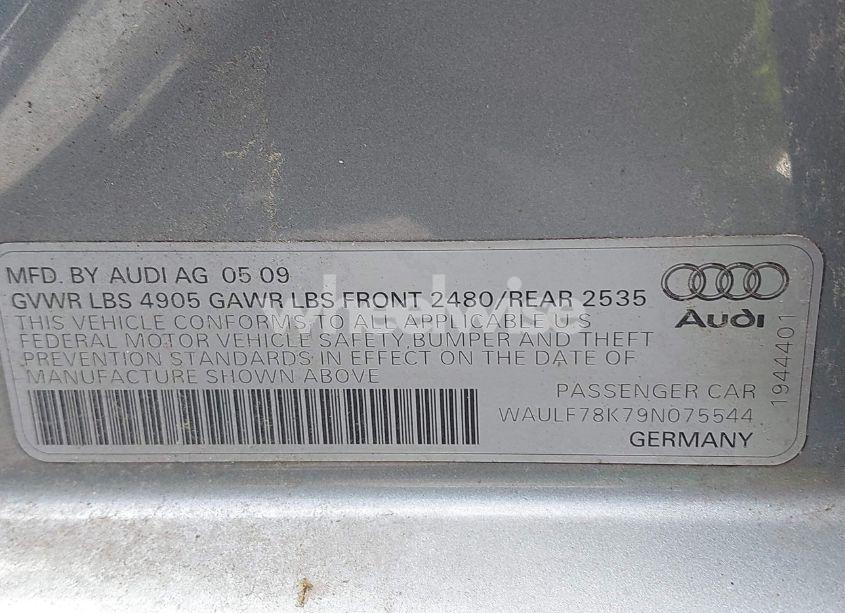 MFD. BY AUDI AG 05 09
GVWR LBS 4905 GAWR LBS FRONT 2480/REAR 2535
THIS VEHICLE CONFORMS TO ALL APPLICABLE U S
FEDERAL MOTOR VEHICLE SAFETY, BUMPER AND THEFT
PREVENTION STANDARDS IN EFFECT ON THE DATE OF
MANUFACTURE SHOWN ABOVE
PASSENGER CAR
WAULF78K79N075544
GERMANY
Audi
1944401
wheelwise